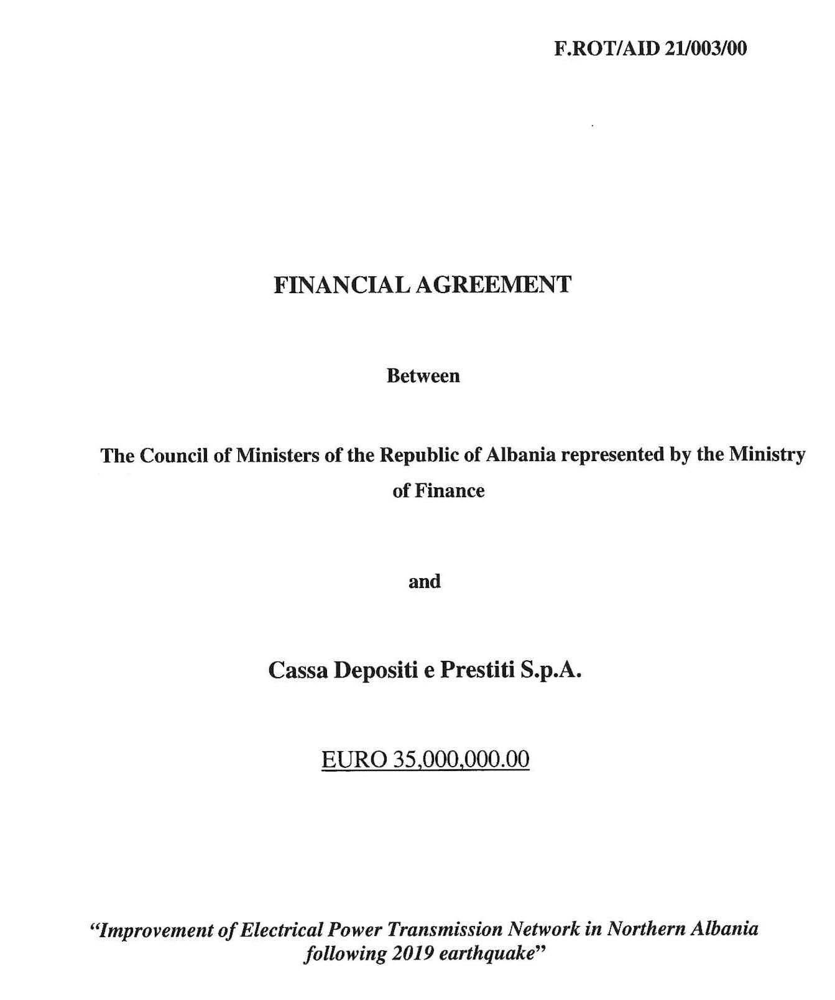 F.ROT/AID 21/003/00
FINANCIAL AGREEMENT
Between
The Council of Ministers of the Republic of Albania represented by the Ministry
of Finance
and
Cassa Depositi e Prestiti S.p.A.
EURO 35,000,000.00
“Improvement of Electrical Power Transmission Network in Northern Albania
following 2019 earthquake”